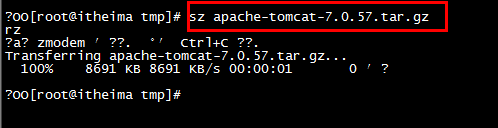 ?OO[root@itheima tmp]# sz apache-tomcat-7.0.57.tar.gz
rz
?a? zmodem ′ ??.  °′  Ctrl+C ??.
Transferring apache-tomcat-7.0.57.tar.gz...
100%    8691 KB 8691 KB/s 00:00:01       0 ′ ?
?OO[root@itheima tmp]#